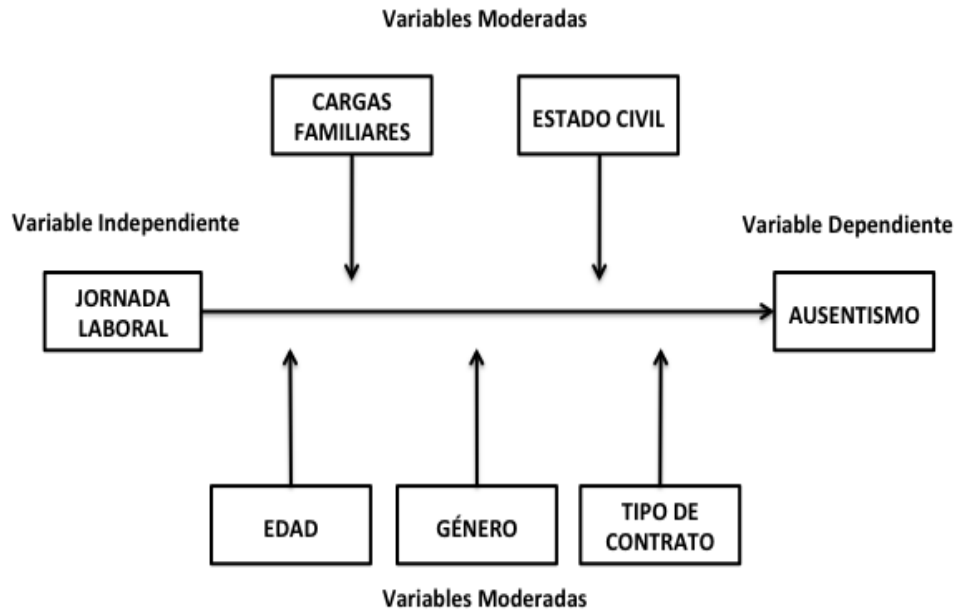 Variables Moderadas
CARGAS
FAMILIARES
ESTADO CIVIL
Variable Independiente
Variable Dependiente
JORNADA
LABORAL
AUSENTISMO
EDAD
GÉNERO
TIPO DE
CONTRATO
Variables Moderadas